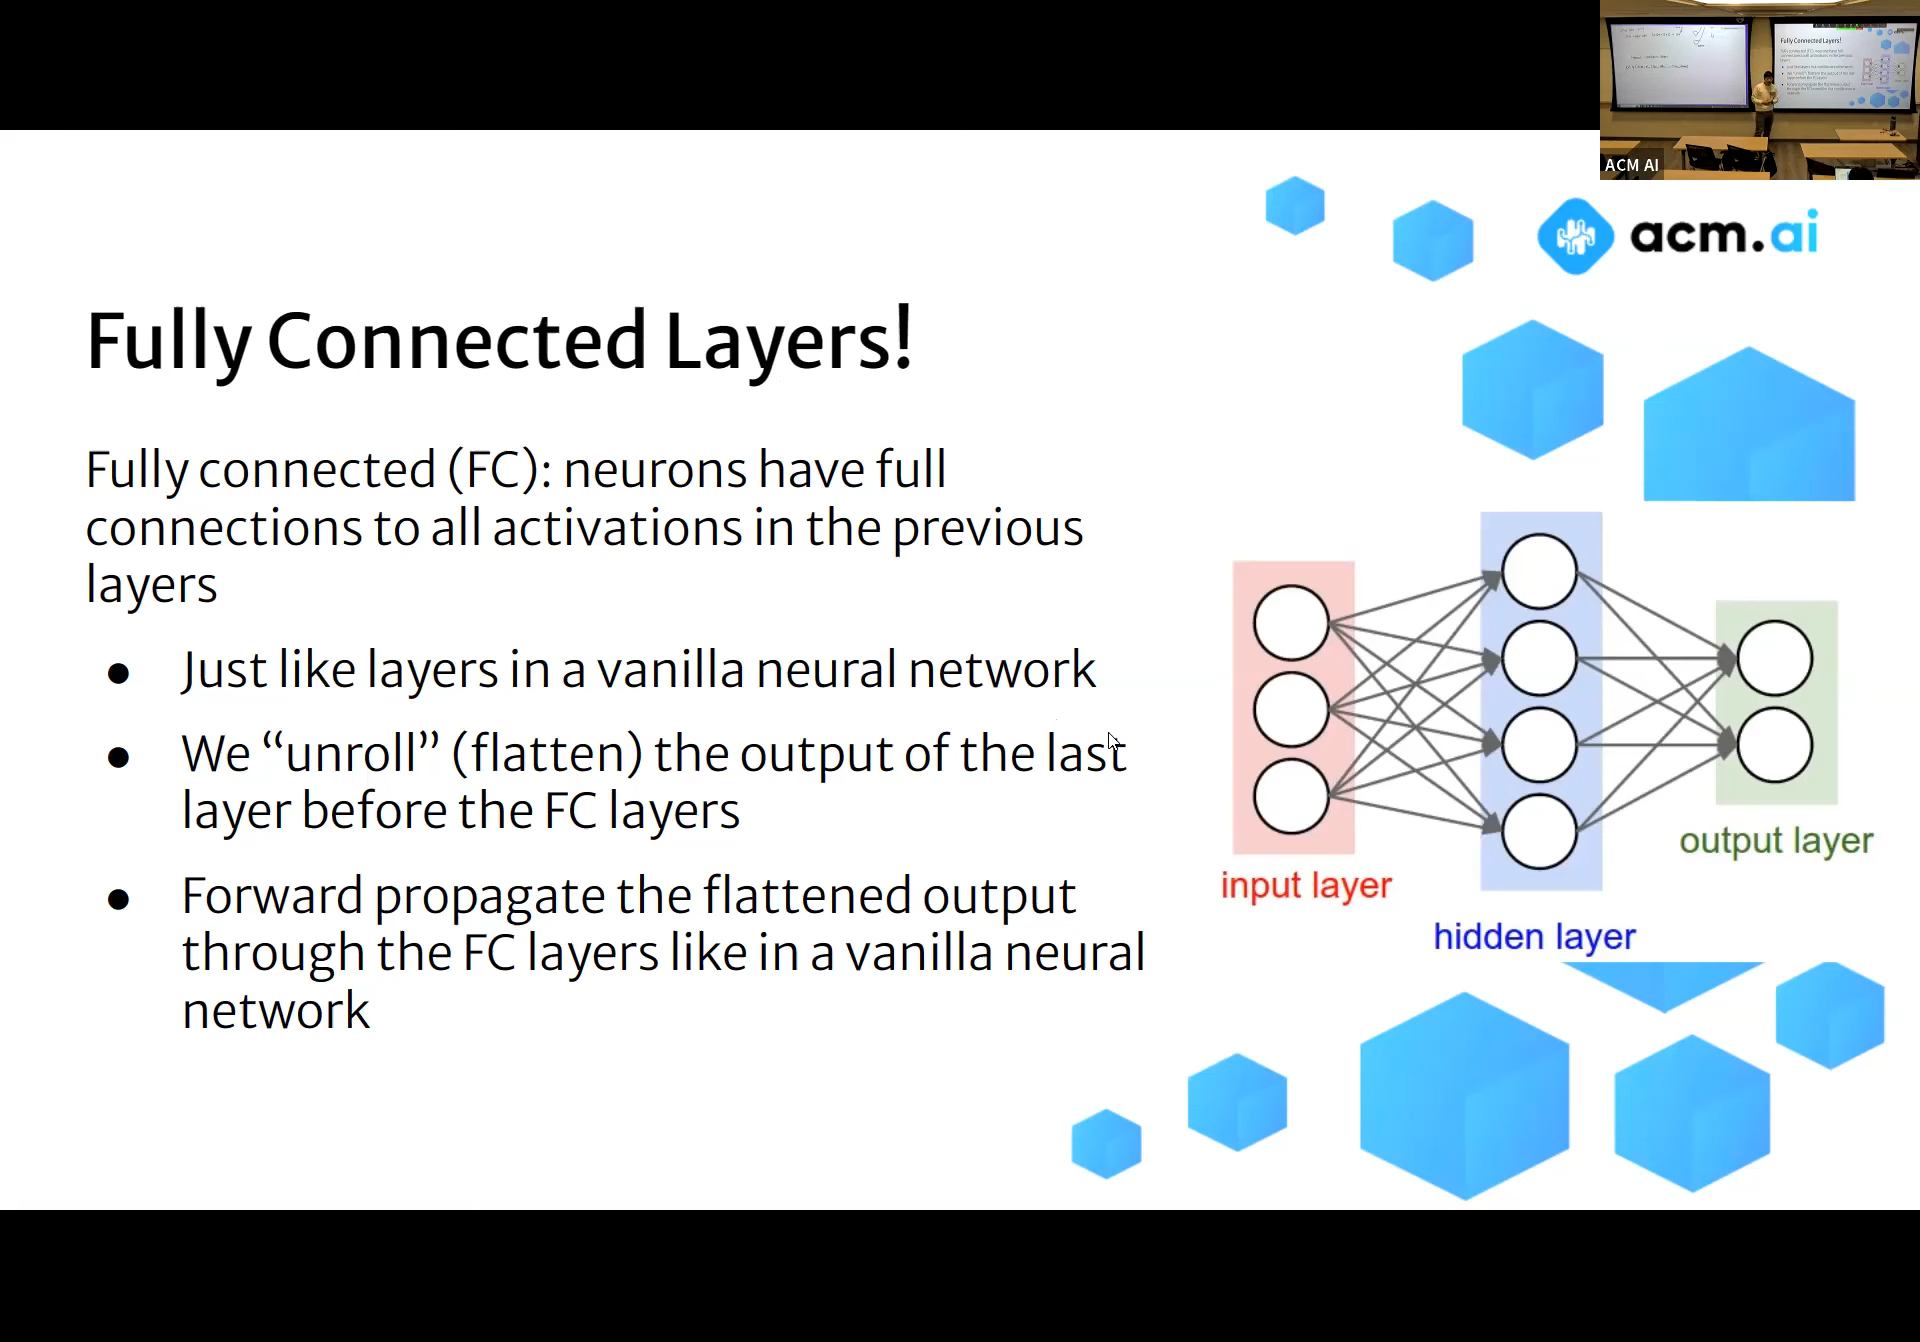 ACM AI
acm.ai
Fully Connected Layers!
Fully connected (FC): neurons have full
connections to all activations in the previous
layers
● Just like layers in a vanilla neural network
● We “unroll” (flatten) the output of the last
layer before the FC layers
● Forward propagate the flattened output
through the FC layers like in a vanilla neural
network
input layer
hidden layer
output layer
Fully Connected Layers!